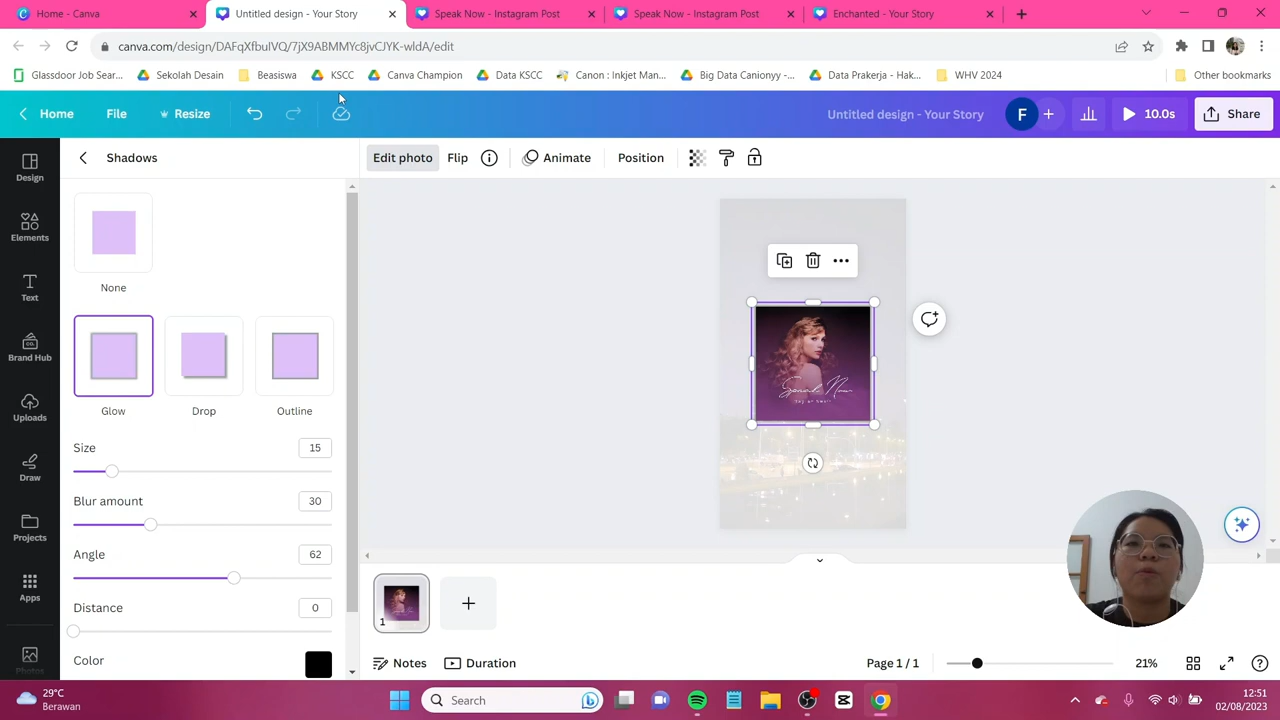 Home - Canva
Untitled design - Your Story
Speak Now - Instagram Post
Speak Now - Instagram Post
Enchanted - Your Story
canva.com/design/DAFqXfbulVQ/7jX9ABMMYc8jvCJYK-wldA/edit
Glassdoor Job Sear...
Sekolah Desain
Beasiswa
KSCC
Canva Champion
Data KSCC
Canon : Inkjet Man...
Big Data Canionyy -...
Data Prakerja - Hak...
WHV 2024
Other bookmarks
Home
File
Resize
Untitled design - Your Story
F
10.0s
Share
Design
Elements
Text
Brand Hub
Uploads
Draw
Projects
Apps
Photos
Shadows
None
Glow
Drop
Outline
Size
15
Blur amount
30
Angle
62
Distance
0
Color
Edit photo
Flip
Animate
Position
Speak Now
1
Notes
Duration
Page 1 / 1
21%
29°C
Berawan
Search
12:51
02/08/2023